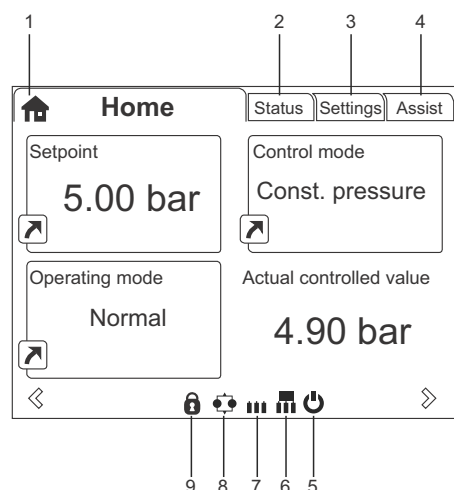 1 2 3 4
Home Status Settings Assist
Setpoint Control mode
5.00 bar Const. pressure
Operating mode Actual controlled value
Normal 4.90 bar
9 8 7 6 5